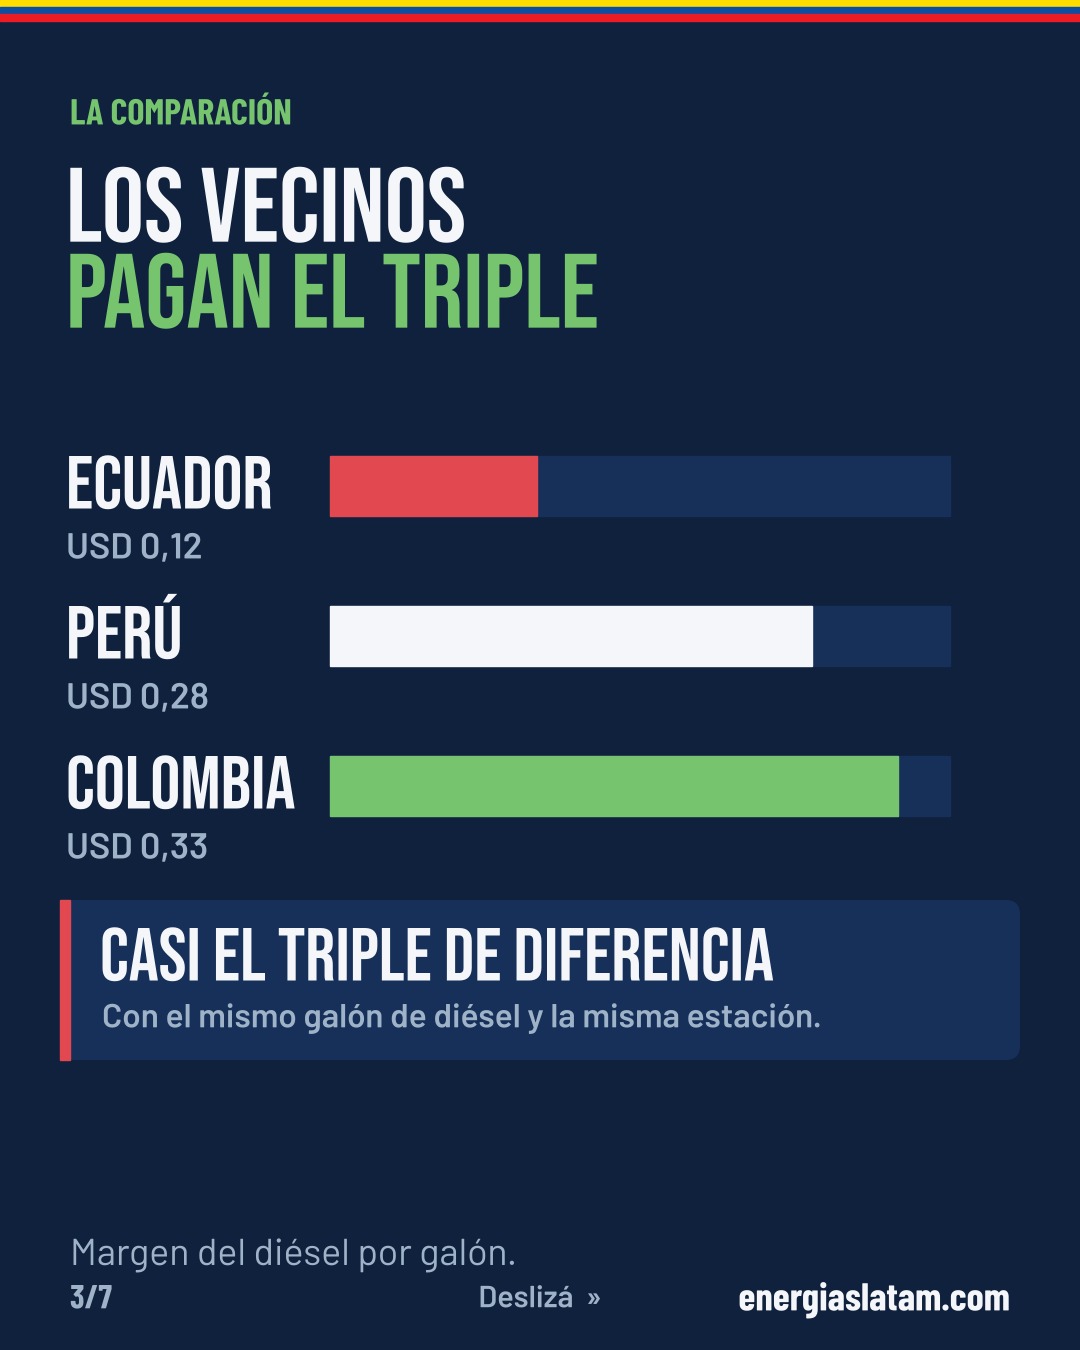 LA COMPARACIÓN
LOS VECINOS
PAGAN EL TRIPLE
ECUADOR
USD 0,12
PERÚ
USD 0,28
COLOMBIA
USD 0,33
CASI EL TRIPLE DE DIFERENCIA
Con el mismo galón de diésel y la misma estación.
Margen del diésel por galón.
3/7
Deslizá »
energiaslatam.com